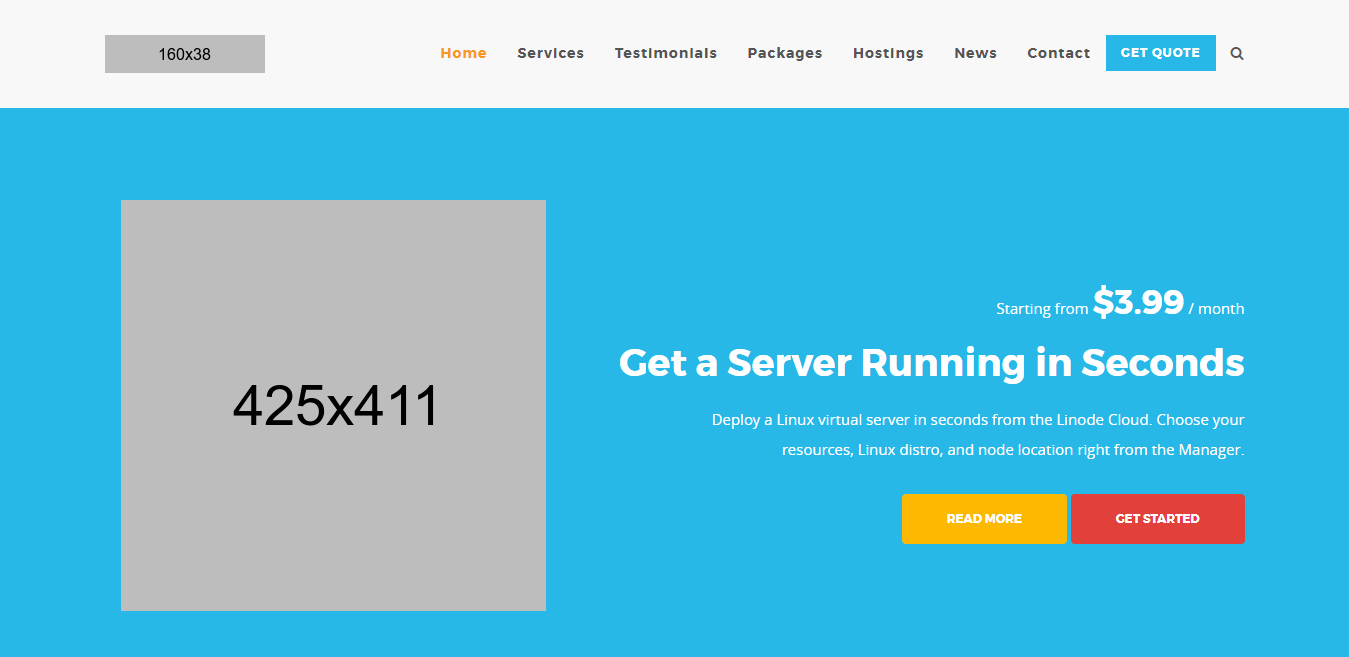 160x38
Home Services Testimonials Packages Hostings News Contact GET QUOTE
425x411
Starting from $3.99 / month
Get a Server Running in Seconds
Deploy a Linux virtual server in seconds from the Linode Cloud. Choose your
resources, Linux distro, and node location right from the Manager.
READ MORE GET STARTED